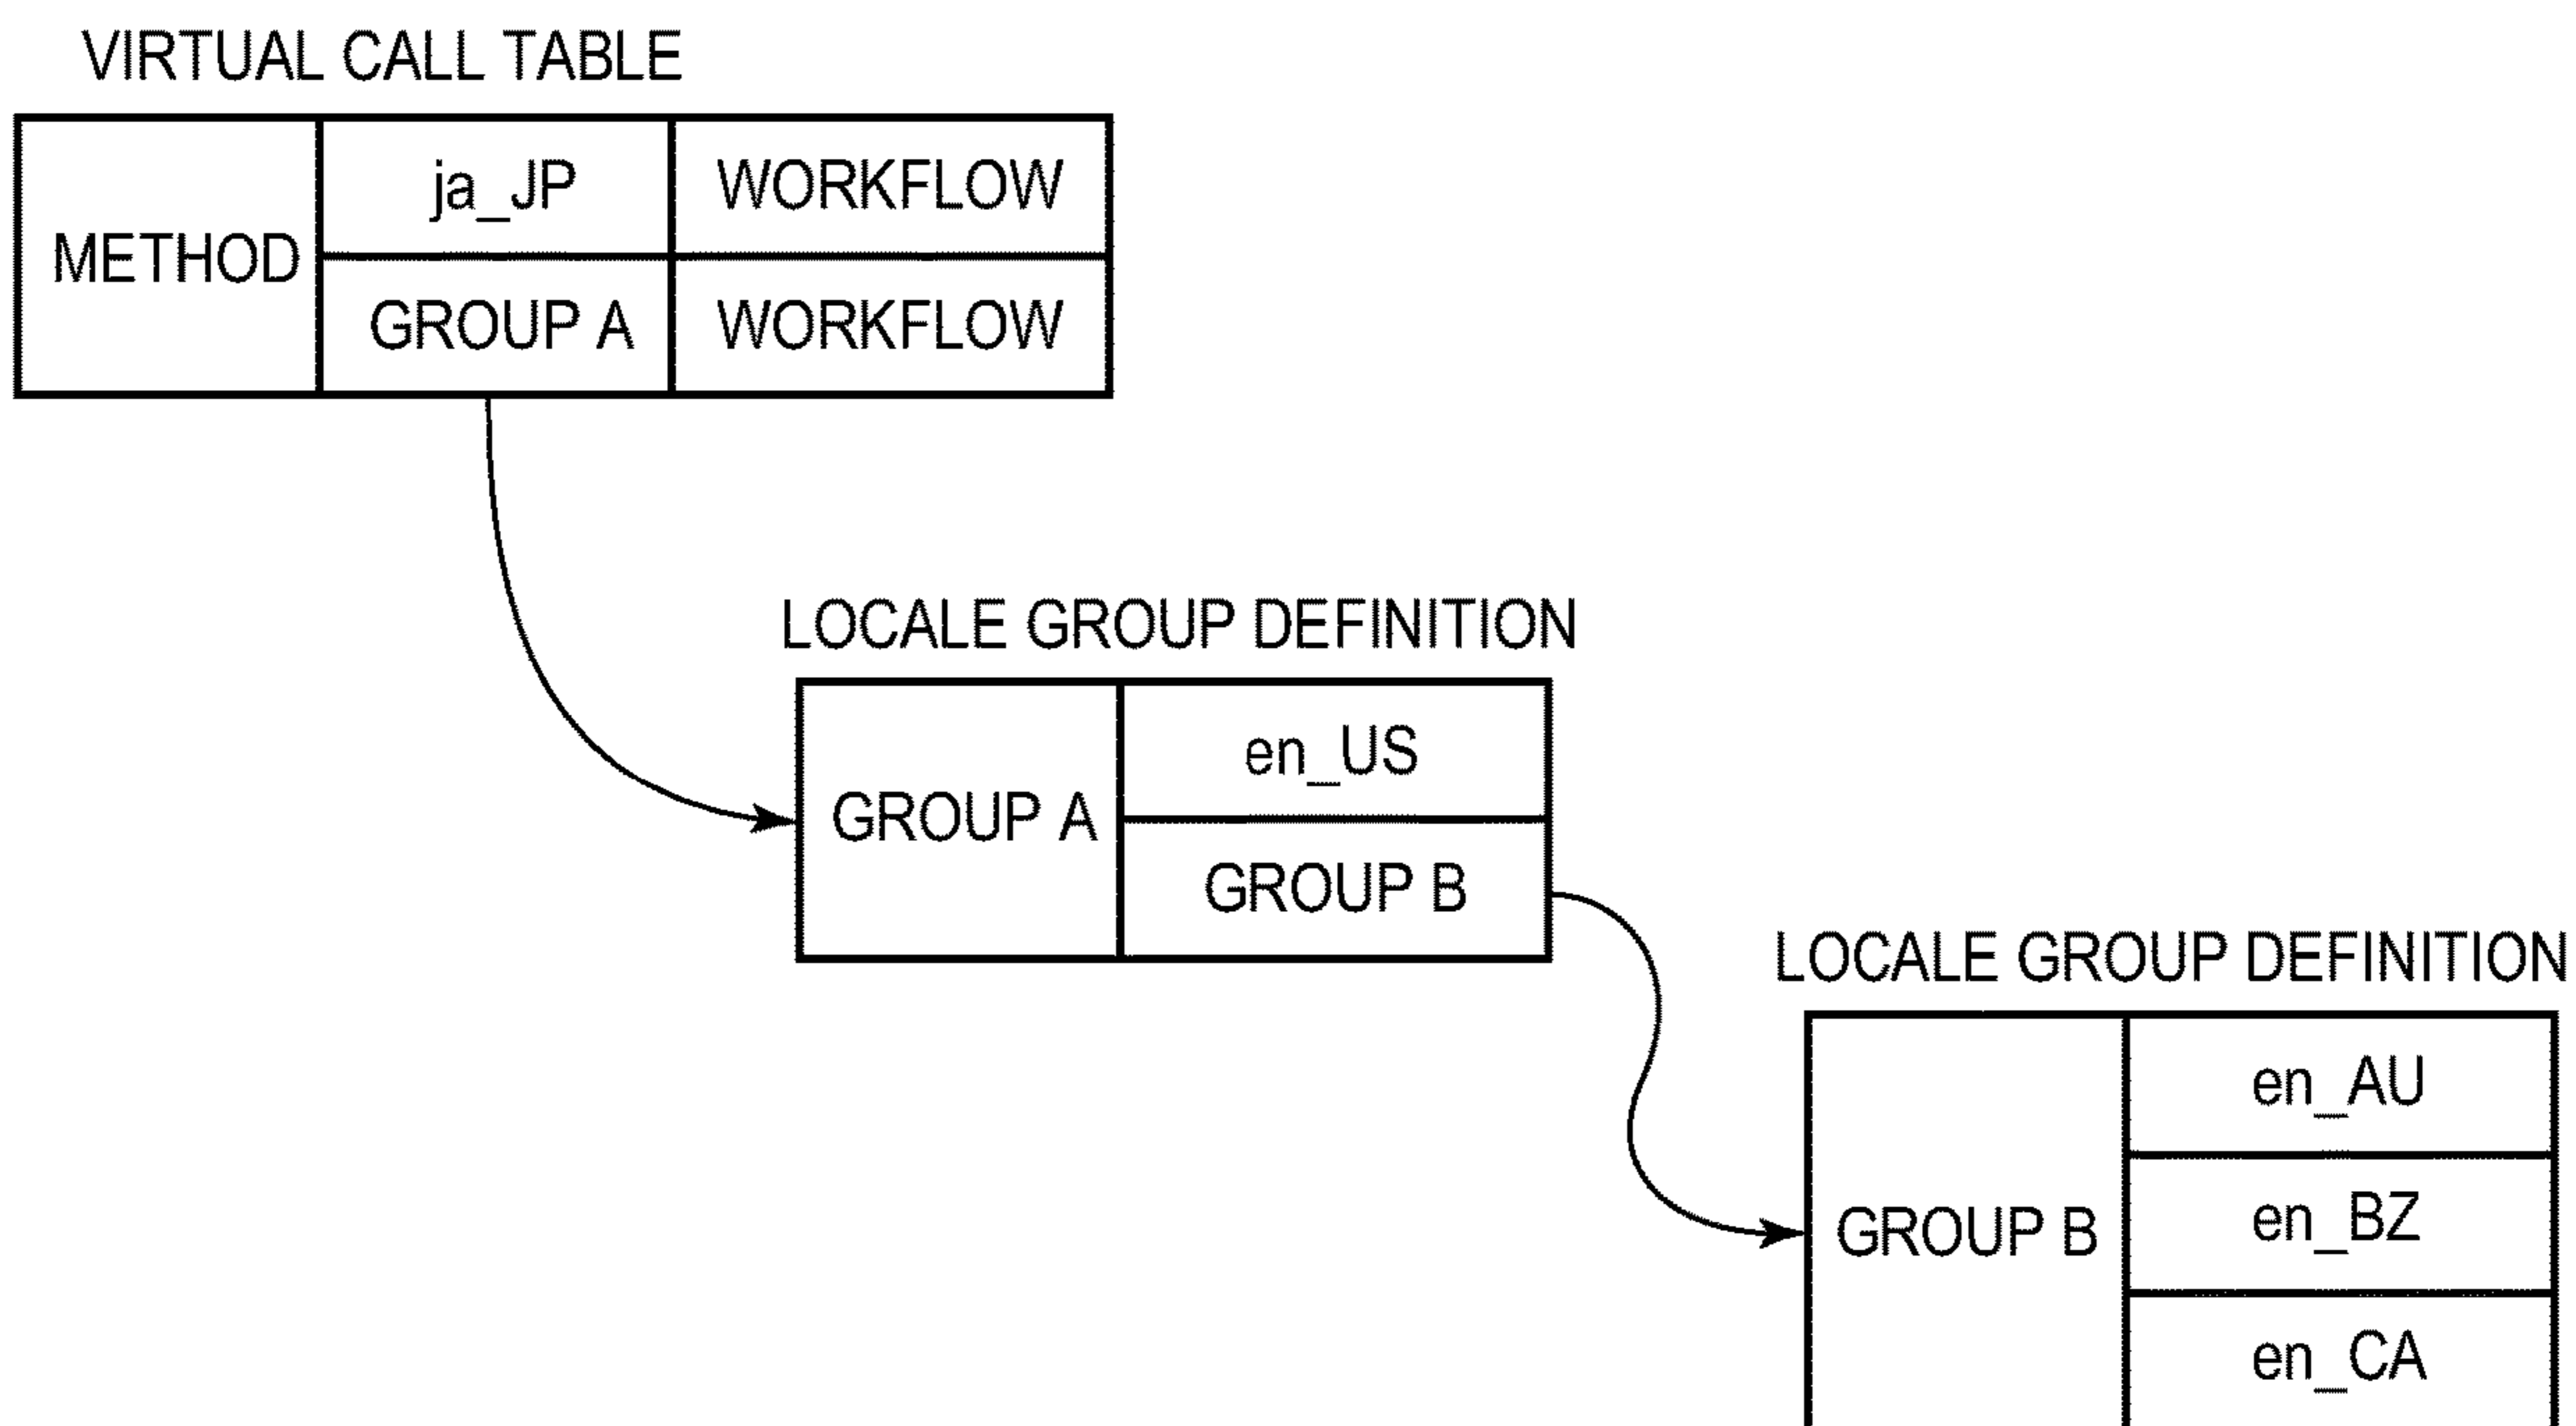 VIRTUAL CALL TABLE
METHOD
ja_JP
WORKFLOW
GROUP A
WORKFLOW
LOCALE GROUP DEFINITION
GROUP A
en_US
GROUP B
LOCALE GROUP DEFINITION
GROUP B
en_AU
en_BZ
en_CA